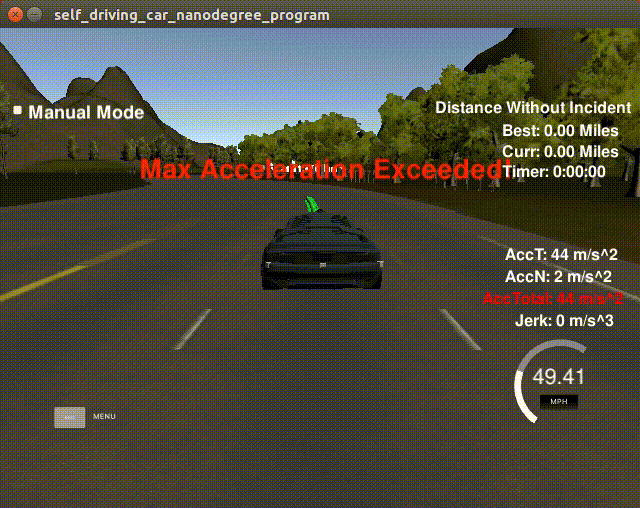 self_driving_car_nanodegree_program
Manual Mode
Distance Without Incident
Best: 0.00 Miles
Curr: 0.00 Miles
Timer: 0:00:00
Max Acceleration Exceeded!
AccT: 44 m/s^2
AccN: 2 m/s^2
AccTotal: 44 m/s^2
Jerk: 0 m/s^3
49.41
MPH
MENU